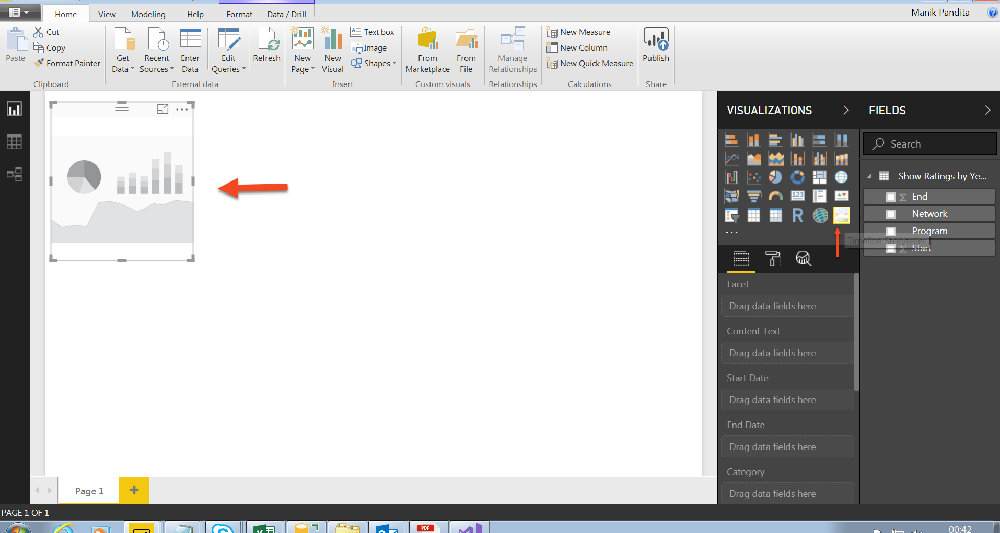 Home View Modeling Help Format Data / Drill Manik Pandita
Paste
Cut
Copy
Format Painter
Clipboard
Get Data
Recent Sources
Enter Data
Edit Queries
Refresh
External data
New Page
New Visual
Text box
Image
Shapes
Insert
From Marketplace
From File
Custom visuals
Manage Relationships
Relationships
New Measure
New Column
New Quick Measure
Calculations
Publish
Share
VISUALIZATIONS
123
R
Timeline Storyteller
Facet
Drag data fields here
Content Text
Drag data fields here
Start Date
Drag data fields here
End Date
Drag data fields here
Category
Drag data fields here
FIELDS
Search
Show Ratings by Ye...
End
Network
Program
Start
Page 1
PAGE 1 OF 1
PDF
00:42